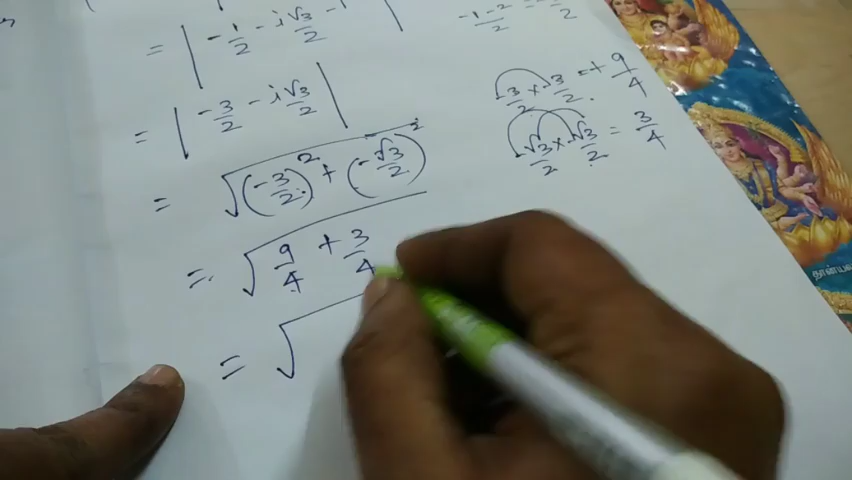 = | -1/2 - i√3/2 - 1 |
= | -3/2 - i√3/2 |
= √((-3/2)² + (-√3/2)²)
= √(9/4 + 3/4)
= √
-1-2/2
-3/2 × -3/2 = + 9/4
-√3/2 × -√3/2 = 3/4